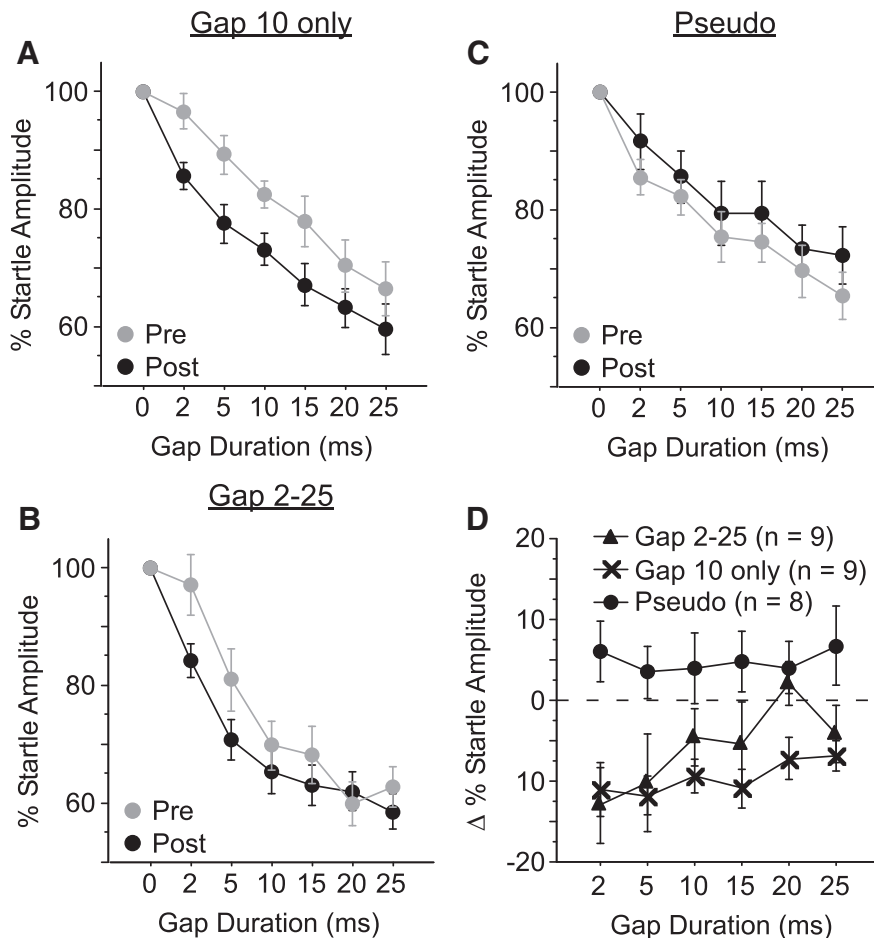 Gap 10 only
A
100
80
60
% Startle Amplitude
Pre
Post
0 2 5 10 15 20 25
Gap Duration (ms)
Pseudo
C
100
80
60
% Startle Amplitude
Pre
Post
0 2 5 10 15 20 25
Gap Duration (ms)
Gap 2-25
B
100
80
60
% Startle Amplitude
Pre
Post
0 2 5 10 15 20 25
Gap Duration (ms)
D
20
10
0
10
-20
Δ % Startle Amplitude
Gap 2-25 (n = 9)
Gap 10 only (n = 9)
Pseudo (n = 8)
2 5 10 15 20 25
Gap Duration (ms)